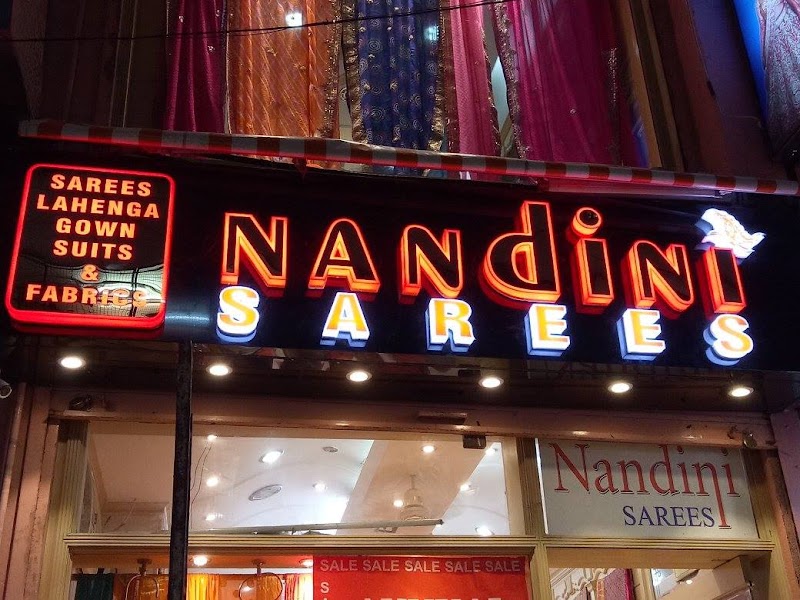 SAREES
LAHENGA
GOWN
SUITS
&
FABRICS
NANdiNI
SAREES
Nandini
SAREES
SALE SALE SALE SALE SALE
S